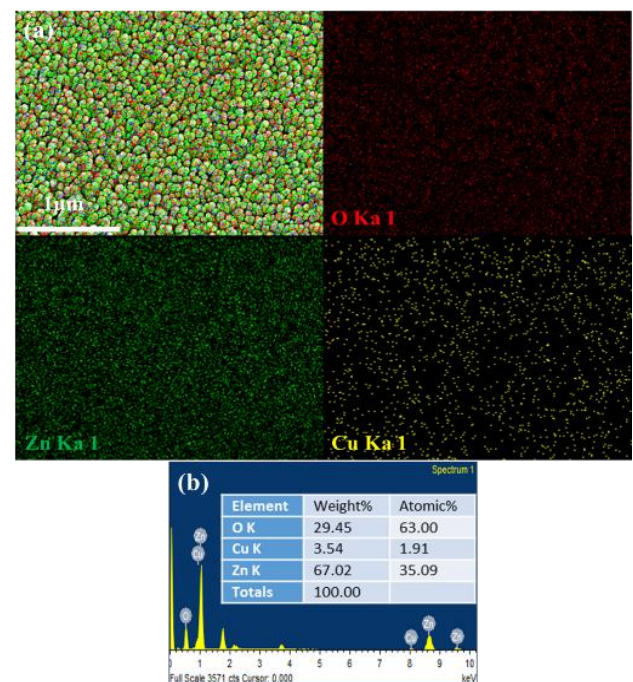 (a)
1µm
O Ka 1
Zn Ka 1
Cu Ka 1
Spectrum 1
(b)
Element Weight% Atomic%
O K 29.45 63.00
Cu K 3.54 1.91
Zn K 67.02 35.09
Totals 100.00
Zn
Cu
O
Cu
Zn
Zn
0 1 2 3 4 5 6 7 8 9 10
Full Scale 3571 cts Cursor: 0.000 keV